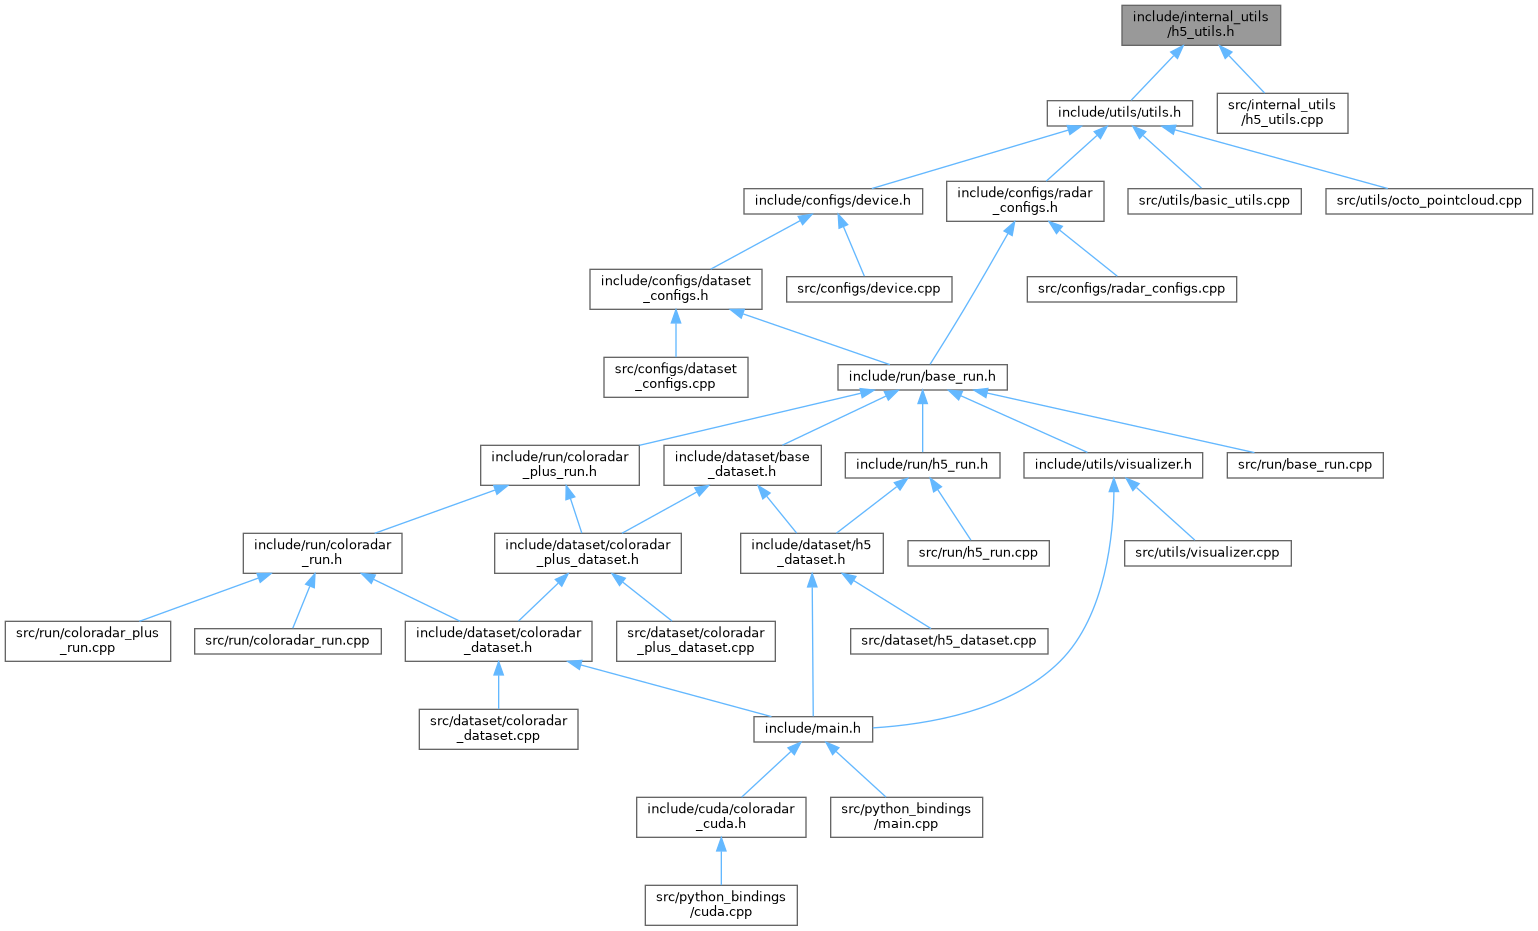 include/internal_utils
/h5_utils.h
include/utils/utils.h
src/internal_utils
/h5_utils.cpp
include/configs/device.h
include/configs/radar
_configs.h
src/utils/basic_utils.cpp
src/utils/octo_pointcloud.cpp
include/configs/dataset
_configs.h
src/configs/device.cpp
src/configs/radar_configs.cpp
src/configs/dataset
_configs.cpp
include/run/base_run.h
include/run/coloradar
_plus_run.h
include/dataset/base
_dataset.h
include/run/h5_run.h
include/utils/visualizer.h
src/run/base_run.cpp
include/run/coloradar
_run.h
include/dataset/coloradar
_plus_dataset.h
include/dataset/h5
_dataset.h
src/run/h5_run.cpp
src/utils/visualizer.cpp
src/run/coloradar_plus
_run.cpp
src/run/coloradar_run.cpp
include/dataset/coloradar
_dataset.h
src/dataset/coloradar
_plus_dataset.cpp
src/dataset/h5_dataset.cpp
src/dataset/coloradar
_dataset.cpp
include/main.h
include/cuda/coloradar
_cuda.h
src/python_bindings
/main.cpp
src/python_bindings
/cuda.cpp